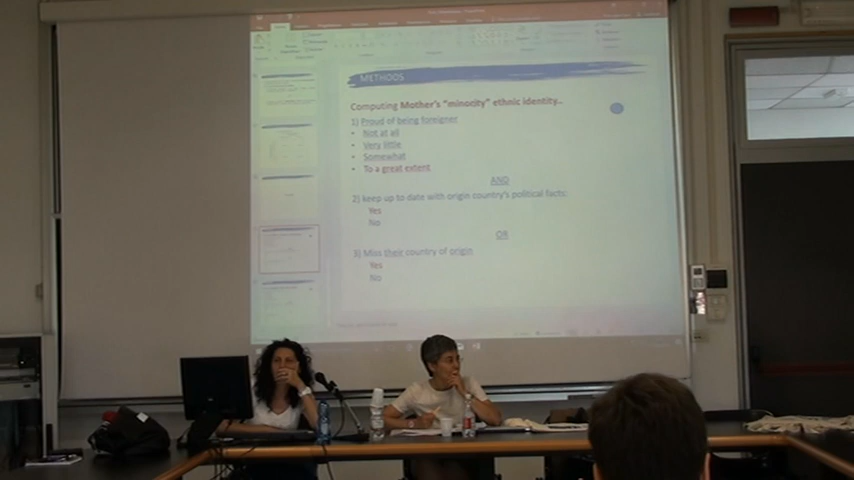 METHODS
Computing Mother's "minocity" ethnic identity..
1) Proud of being foreigner
• Not at all
• Very little
• Somewhat
• To a great extent
AND
2) keep up to date with origin country's political facts:
Yes
No
OR
3) Miss their country of origin
Yes
No